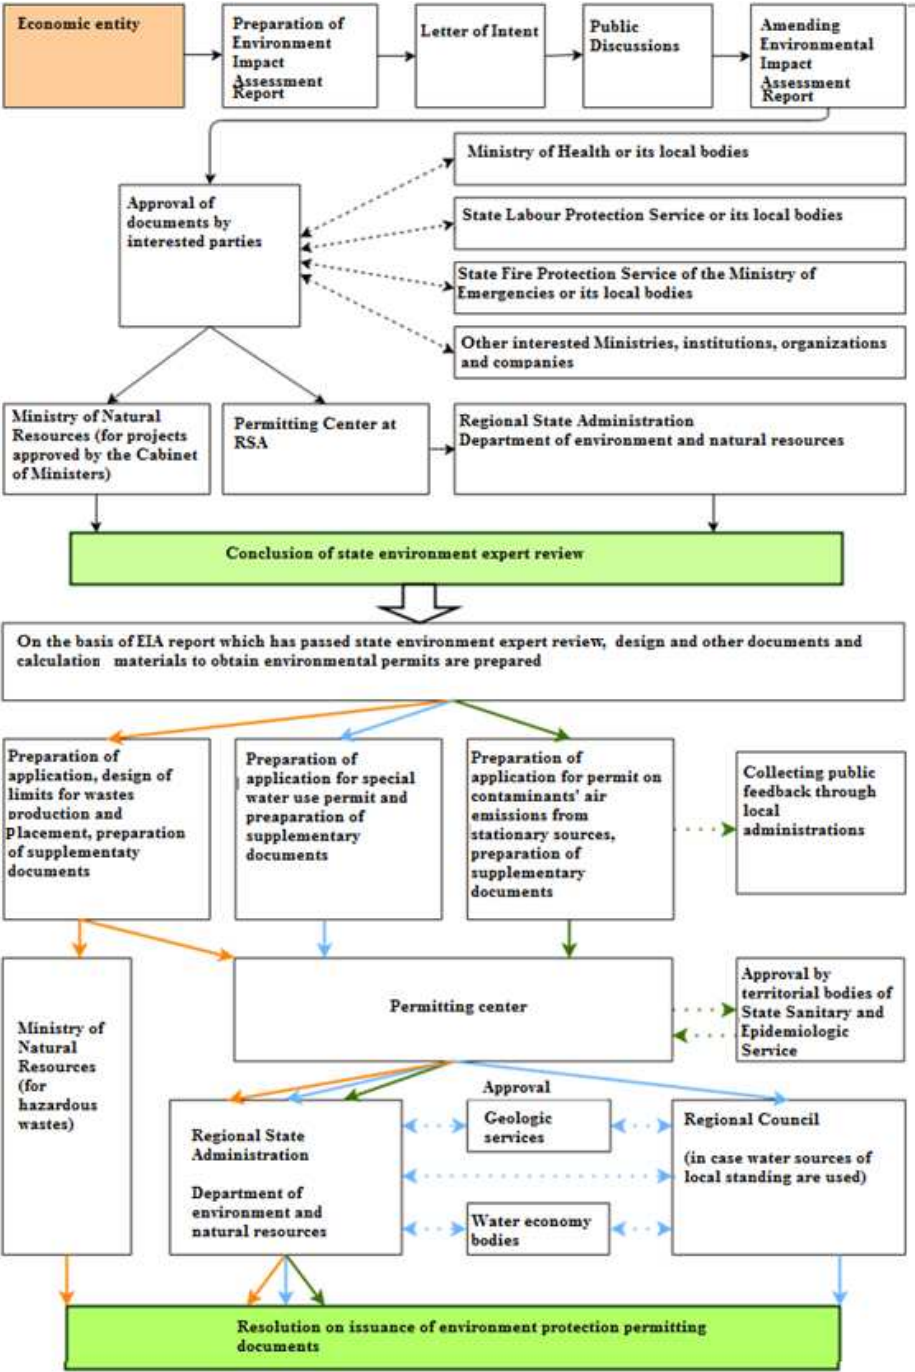 Economic entity
Preparation of
Environment
Impact
Assessment
Report
Letter of Intent
Public
Discussions
Amending
Environmental
Impact
Assessment
Report
Approval of
documents by
interested parties
Ministry of Health or its local bodies
State Labour Protection Service or its local bodies
State Fire Protection Service of the Ministry of
Emergencies or its local bodies
Other interested Ministries, institutions, organizations
and companies
Ministry of Natural
Resources (for projects
approved by the Cabinet
of Ministers)
Permitting Center at
RSA
Regional State Administration
Department of environment and natural resources
Conclusion of state environment expert review
On the basis of EIA report which has passed state environment expert review, design and other documents and
calculation materials to obtain environmental permits are prepared
Preparation of
application, design of
limits for wastes
production and
placement, preparation
of supplementaty
documents
Preparation of
application for special
water use permit and
preaparation of
supplementary
documents
Preparation of
application for permit on
contaminants' air
emissions from
stationary sources,
preparation of
supplementary
documents
Collecting public
feedback through
local
administrations
Ministry of
Natural
Resources
(for
hazardous
wastes)
Permitting center
Approval by
territorial bodies of
State Sanitary and
Epidemiologic
Service
Regional State
Administration
Department of
environment and
natural resources
Approval
Geologic
services
Water economy
bodies
Regional Council
(in case water sources of
local standing are used)
Resolution on issuance of environment protection permitting
documents